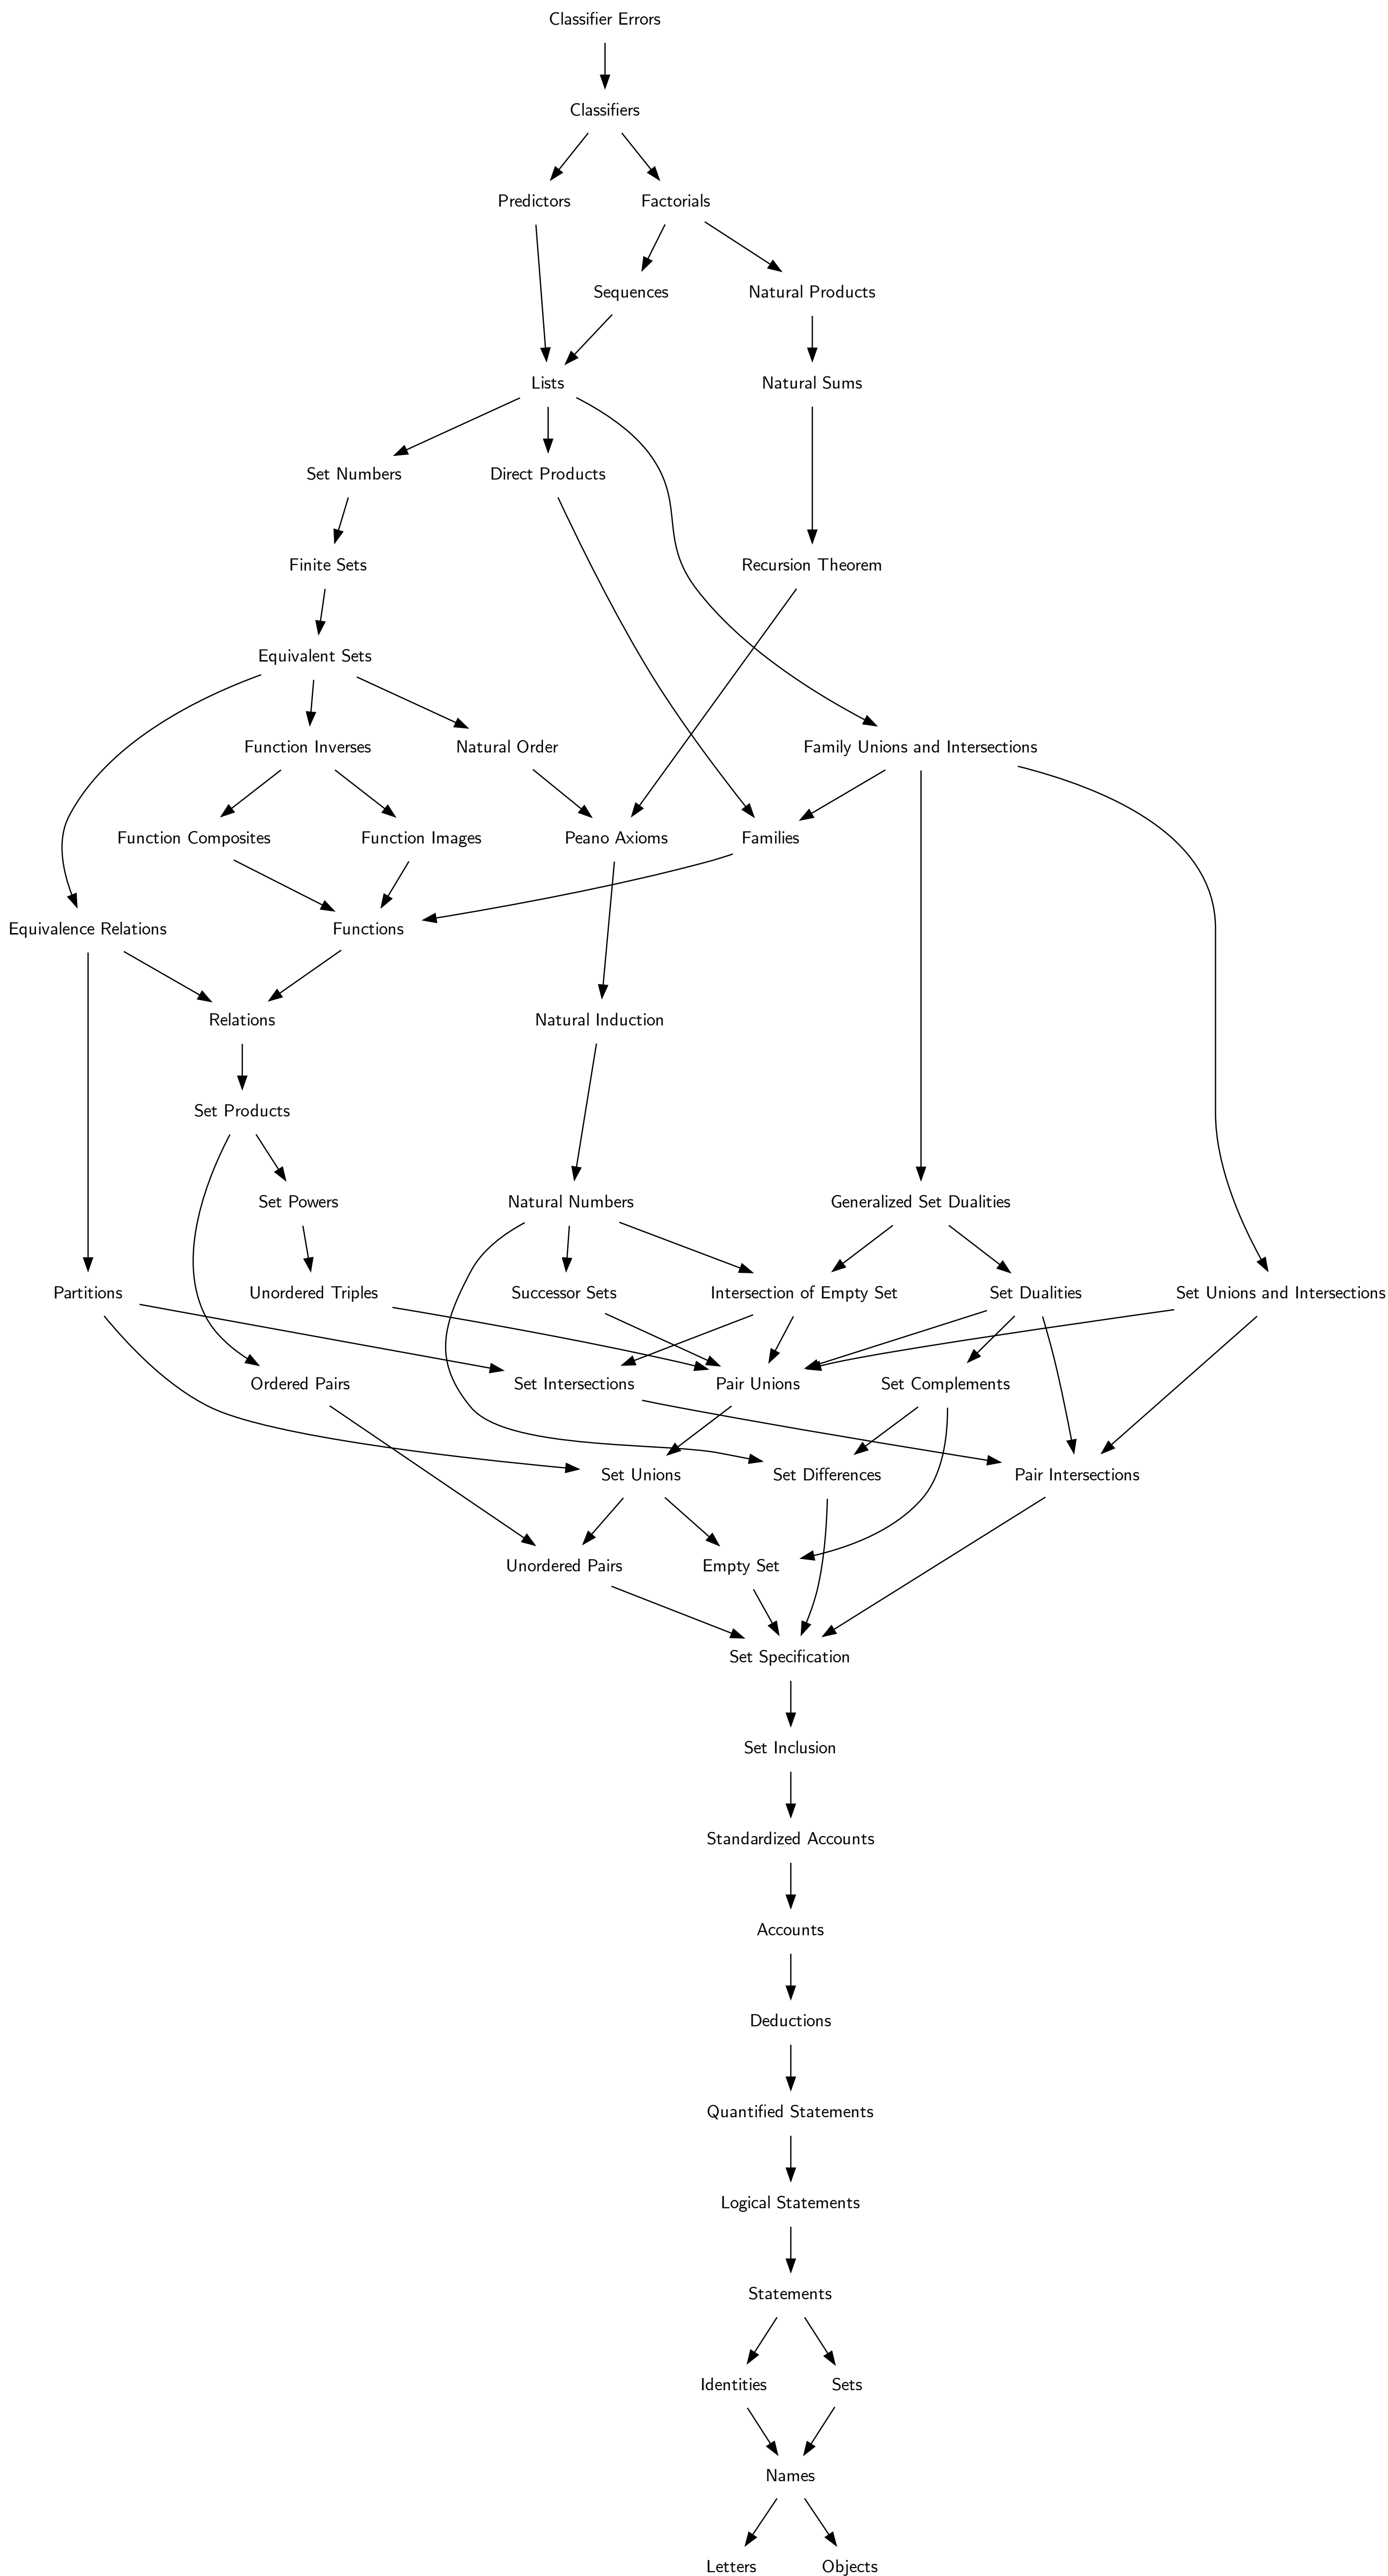 Classifier Errors
Classifiers
Predictors
Factorials
Sequences
Natural Products
Lists
Natural Sums
Set Numbers
Direct Products
Finite Sets
Recursion Theorem
Equivalent Sets
Function Inverses
Natural Order
Family Unions and Intersections
Function Composites
Function Images
Peano Axioms
Families
Equivalence Relations
Functions
Relations
Natural Induction
Set Products
Set Powers
Natural Numbers
Generalized Set Dualities
Partitions
Unordered Triples
Successor Sets
Intersection of Empty Set
Set Dualities
Set Unions and Intersections
Ordered Pairs
Set Intersections
Pair Unions
Set Complements
Set Unions
Set Differences
Pair Intersections
Unordered Pairs
Empty Set
Set Specification
Set Inclusion
Standardized Accounts
Accounts
Deductions
Quantified Statements
Logical Statements
Statements
Identities
Sets
Names
Letters
Objects